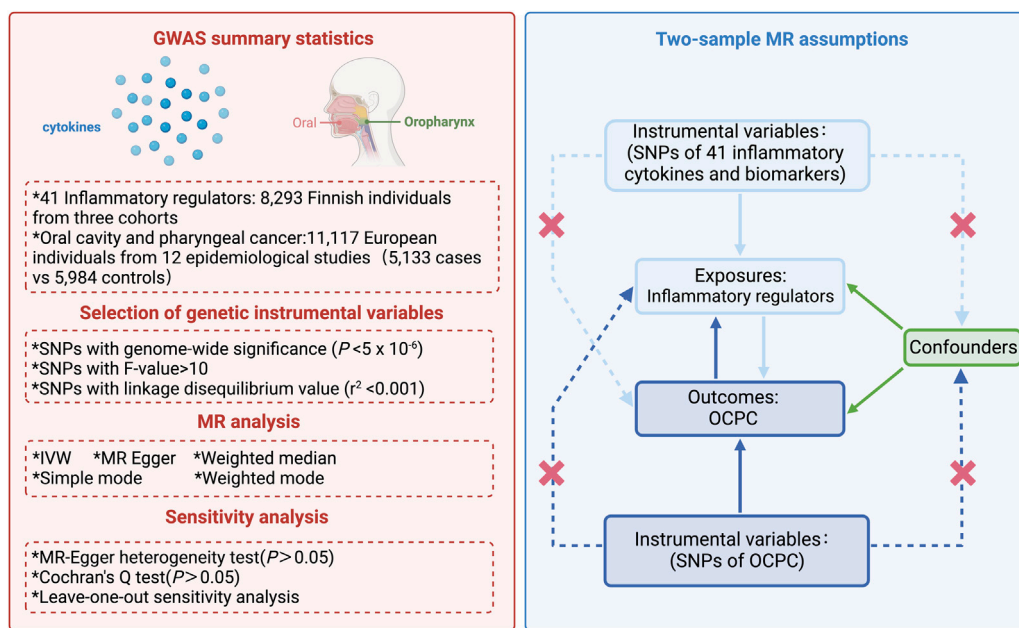 GWAS summary statistics
cytokines
Oral
Oropharynx
*41 Inflammatory regulators: 8,293 Finnish individuals
from three cohorts
*Oral cavity and pharyngeal cancer:11,117 European
individuals from 12 epidemiological studies（5,133 cases
vs 5,984 controls）
Selection of genetic instrumental variables
*SNPs with genome-wide significance (P<5 x 10⁻⁶)
*SNPs with F-value>10
*SNPs with linkage disequilibrium value (r² <0.001)
MR analysis
*IVW *MR Egger *Weighted median
*Simple mode *Weighted mode
Sensitivity analysis
*MR-Egger heterogeneity test(P＞0.05)
*Cochran's Q test(P＞0.05)
*Leave-one-out sensitivity analysis
Two-sample MR assumptions
Instrumental variables：
(SNPs of 41 inflammatory
cytokines and biomarkers)
Exposures:
Inflammatory regulators
Confounders
Outcomes:
OCPC
Instrumental variables：
(SNPs of OCPC)